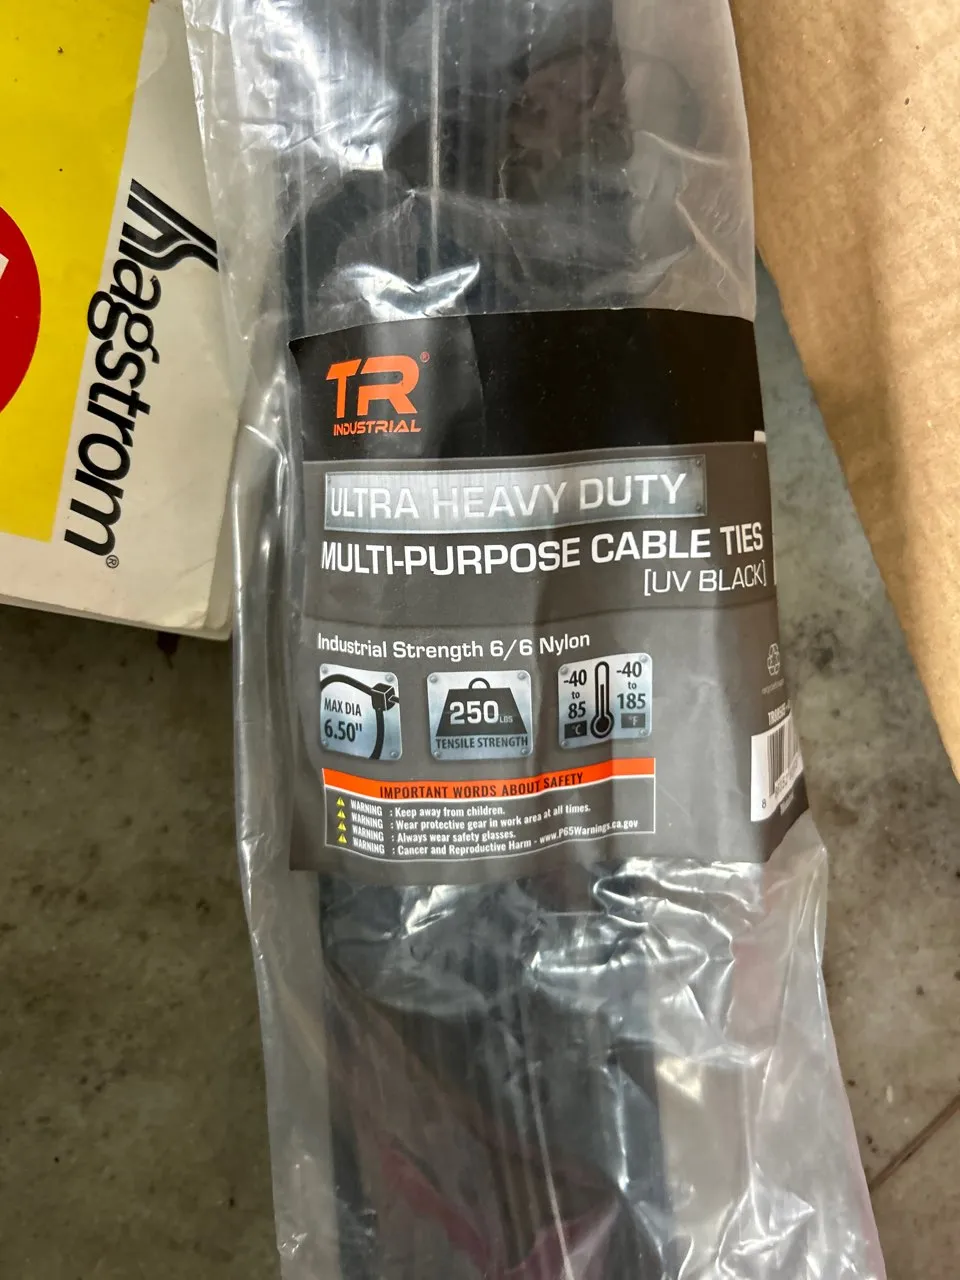 hagstrom®
TR®
INDUSTRIAL
ULTRA HEAVY DUTY
MULTI-PURPOSE CABLE TIES
[UV BLACK]
Industrial Strength 6/6 Nylon
MAX DIA
6.50"
250 LBS
TENSILE STRENGTH
-40
to
85
°C
-40
to
185
°F
IMPORTANT WORDS ABOUT SAFETY
WARNING : Keep away from children.
WARNING : Wear protective gear in work area at all times.
WARNING : Always wear safety glasses.
WARNING : Cancer and Reproductive Harm - www.P65Warnings.ca.gov
8